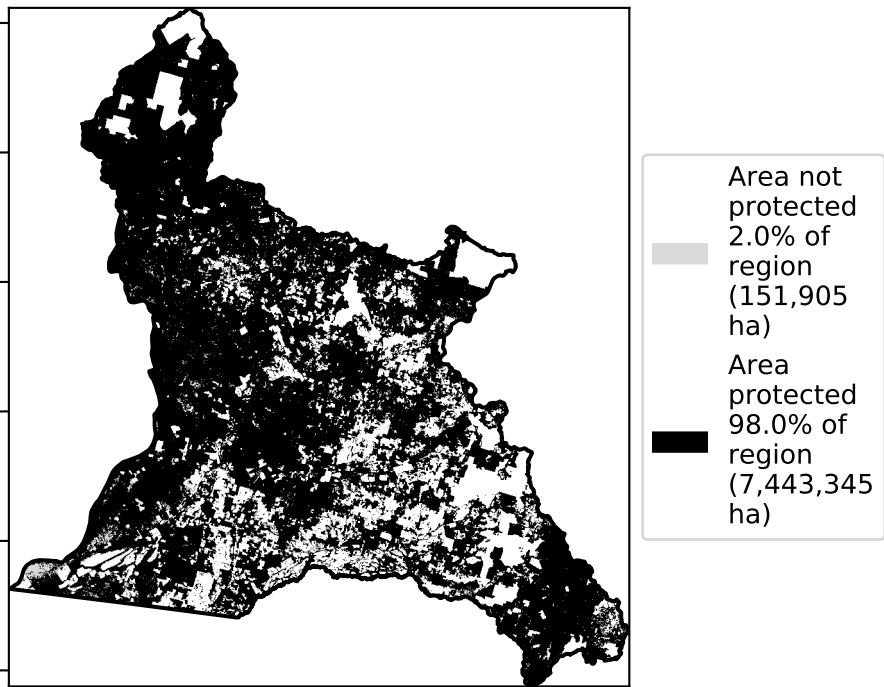 Area not
protected
2.0% of
region
(151,905
ha)
Area
protected
98.0% of
region
(7,443,345
ha)